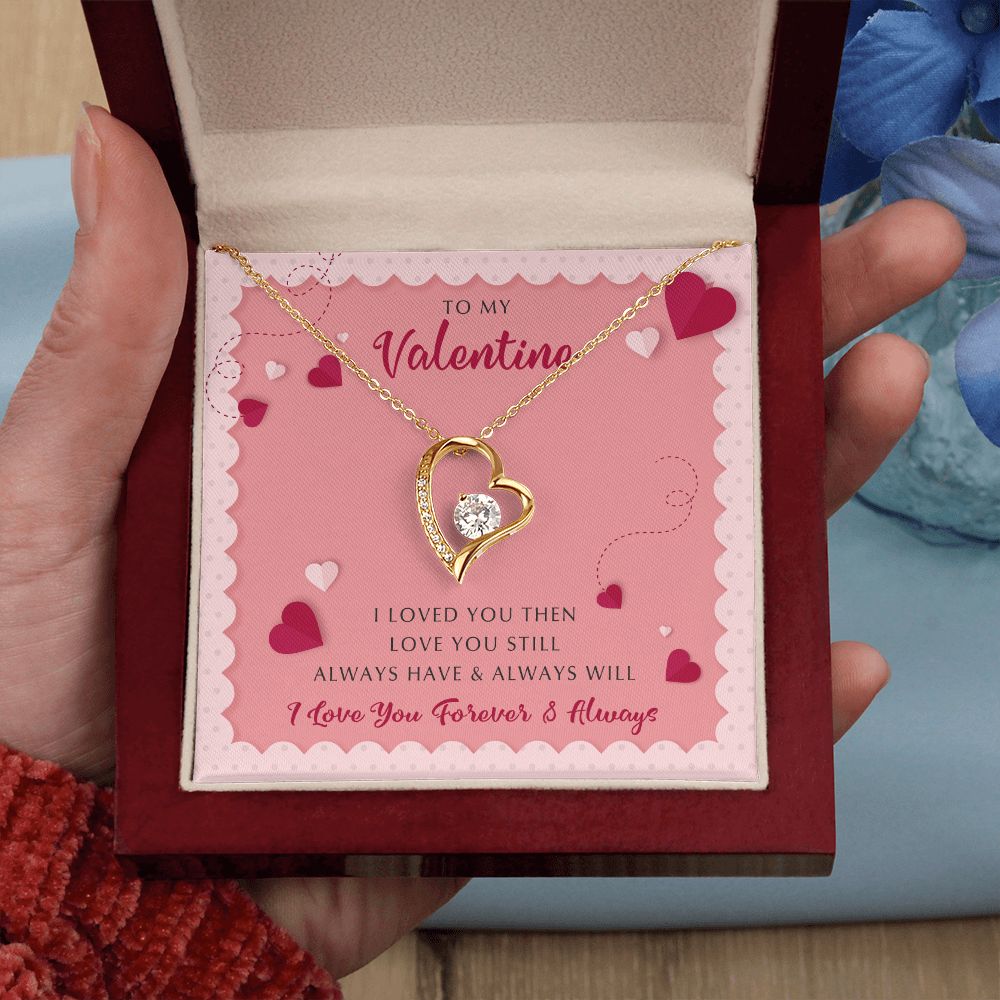 TO MY
Valentine
I LOVED YOU THEN
LOVE YOU STILL
ALWAYS HAVE & ALWAYS WILL
I Love You Forever & Always